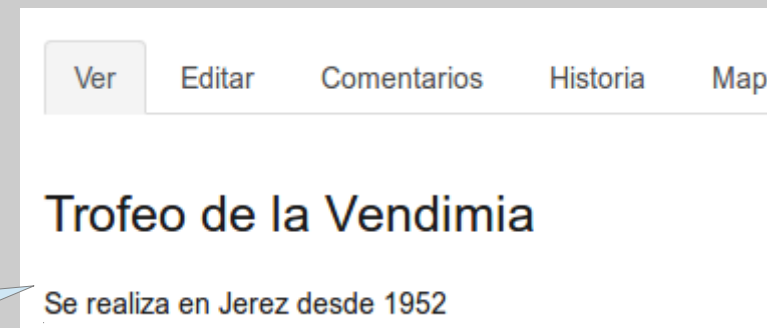 Ver Editar Comentarios Historia Map
Trofeo de la Vendimia
Se realiza en Jerez desde 1952